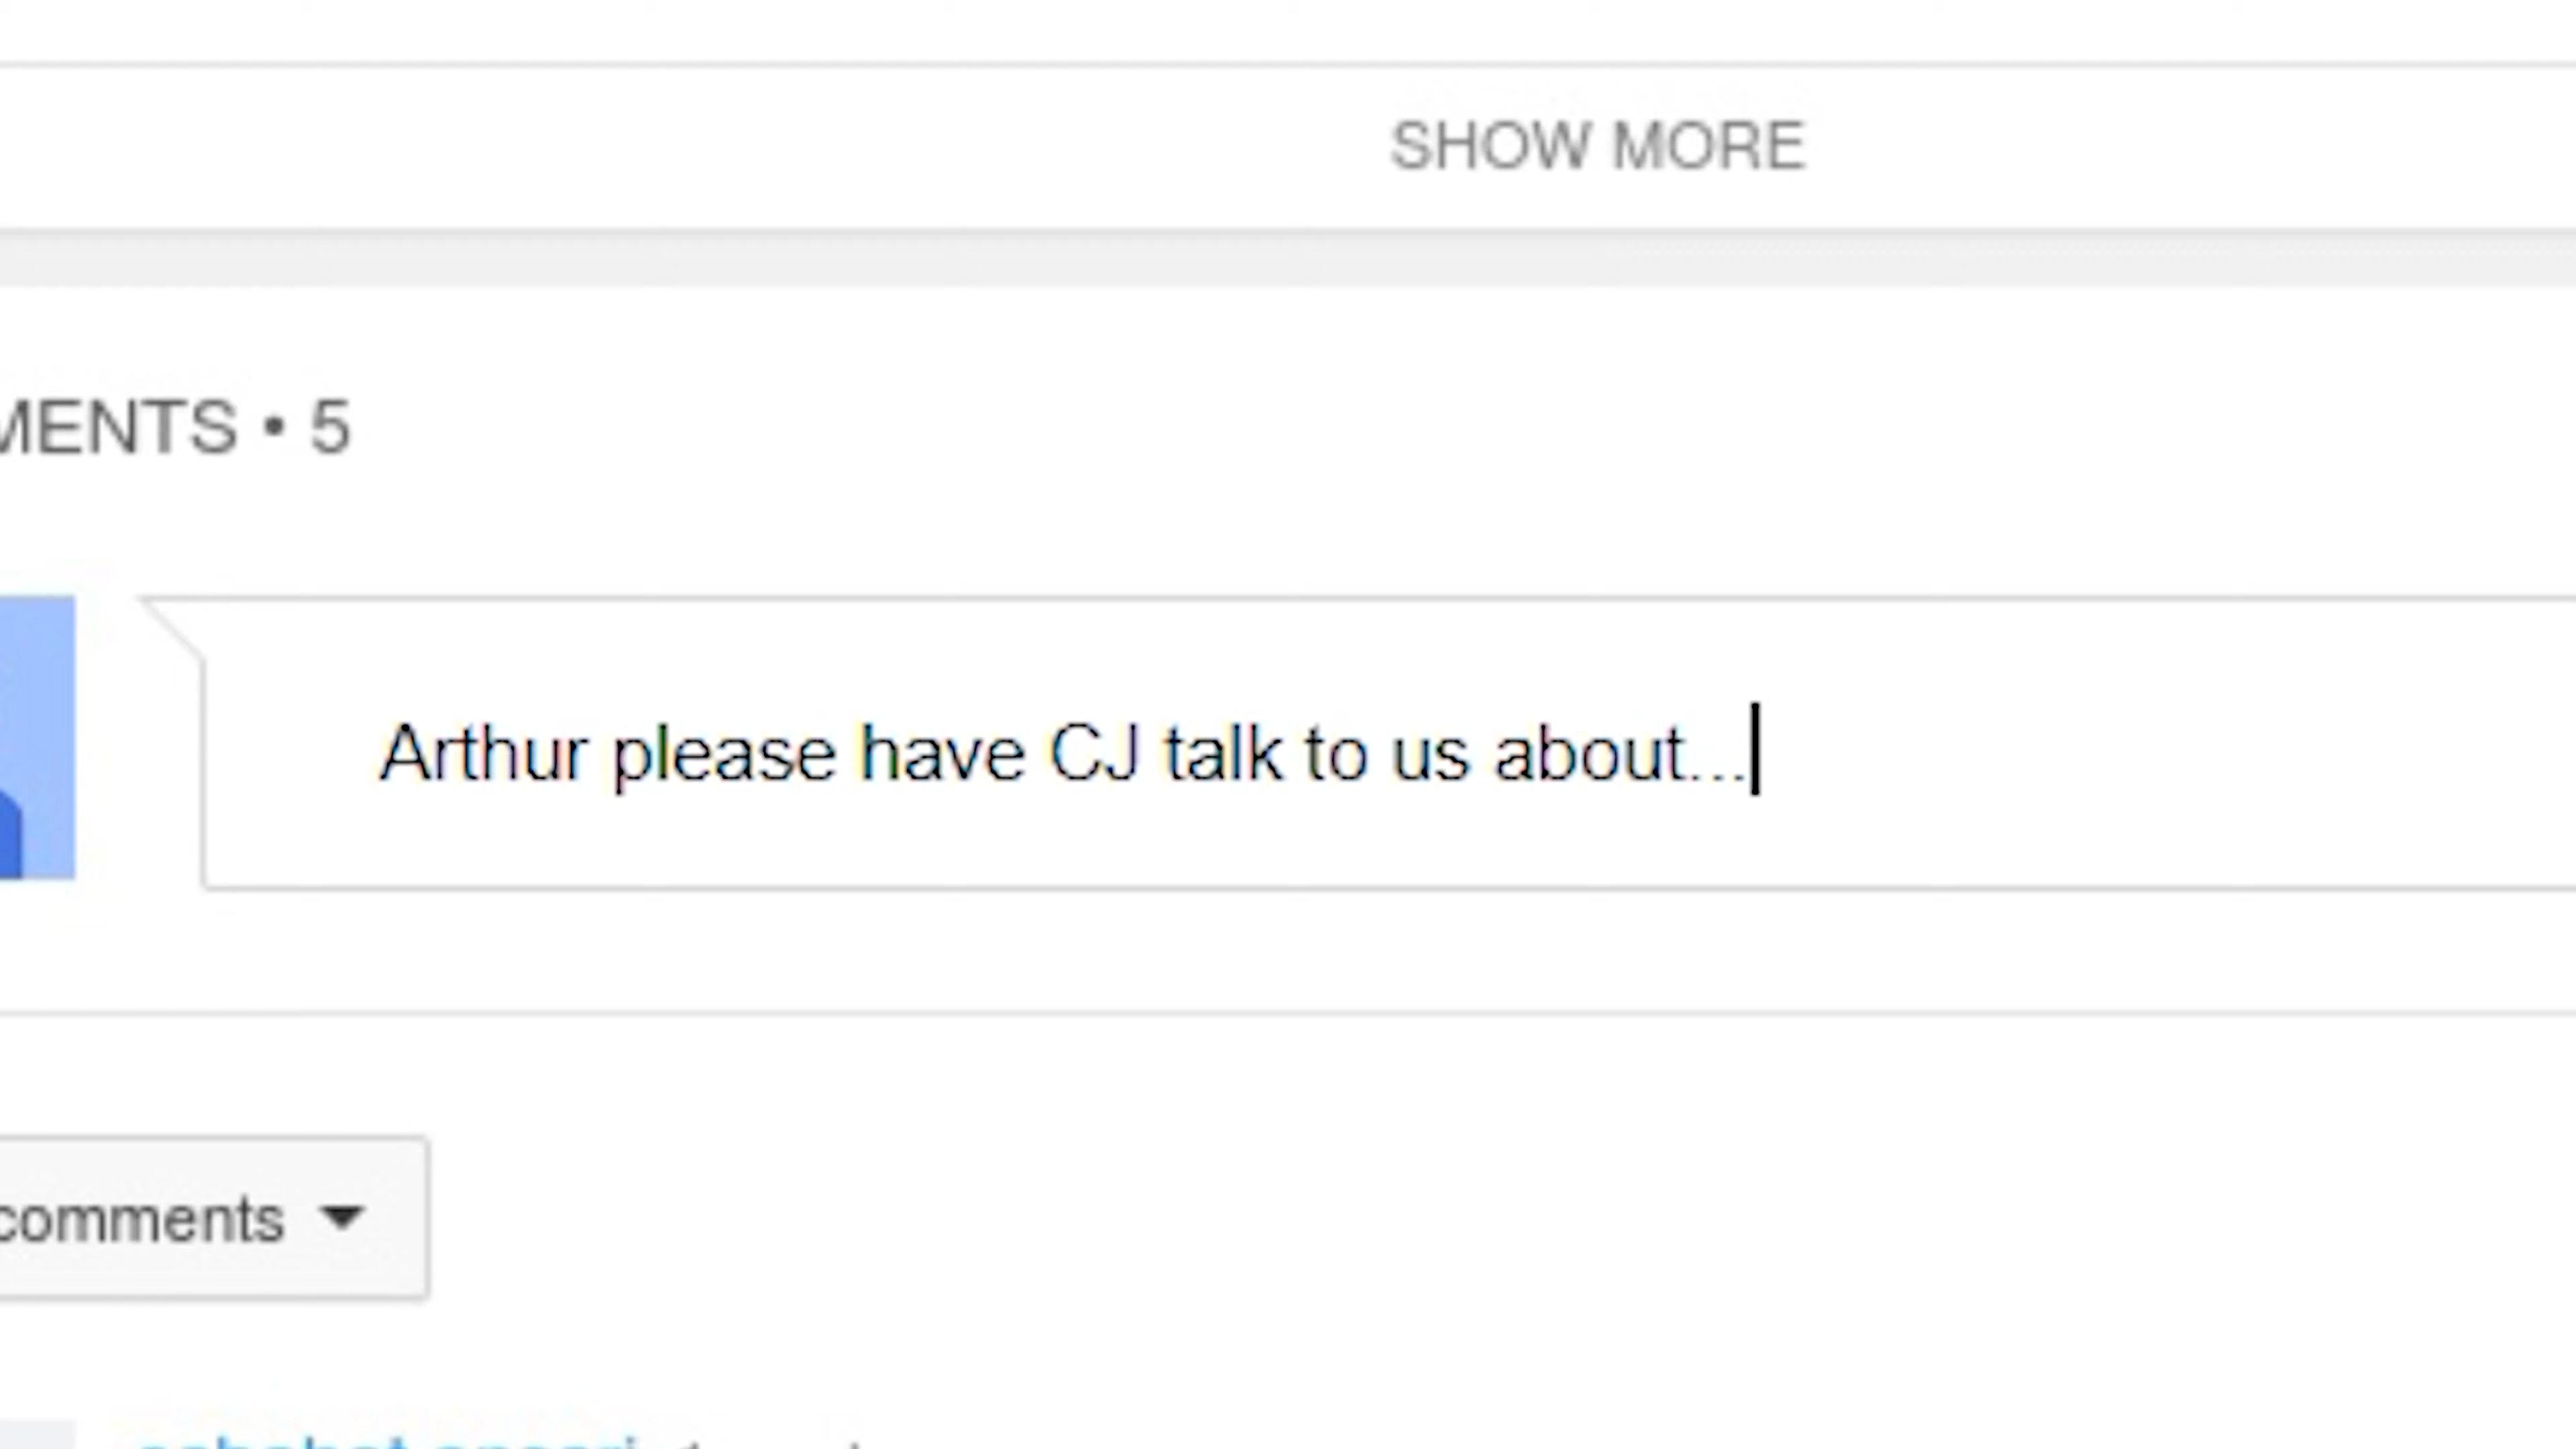 SHOW MORE
MENTS • 5
Arthur please have CJ talk to us about...
comments